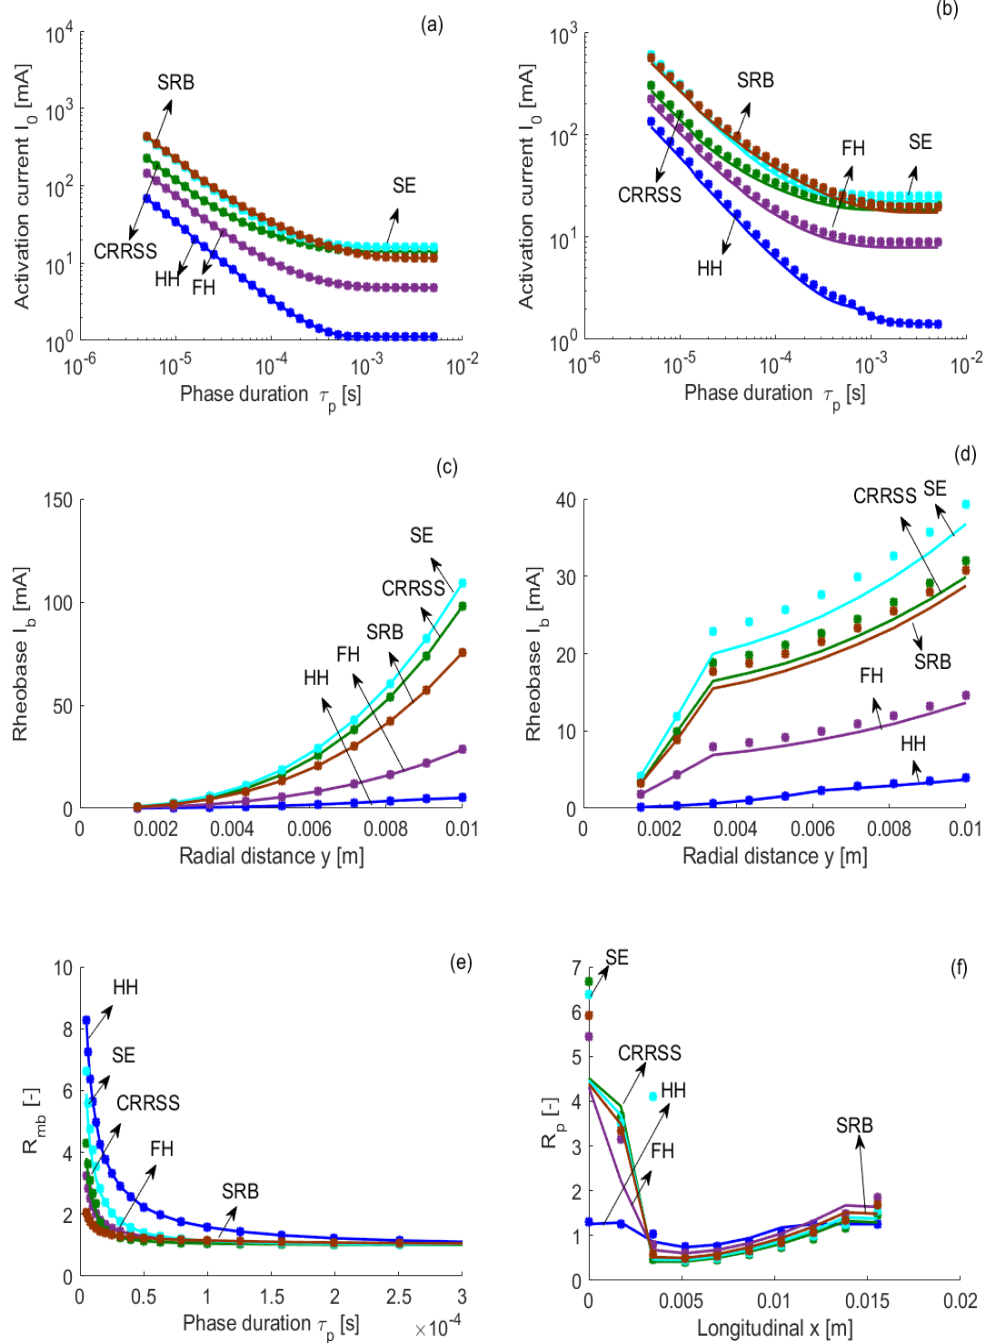 (a)
10^4
10^3
10^2
10^1
10^0
Activation current I_0 [mA]
SRB
SE
CRRSS
HH
FH
10^-6
10^-5
10^-4
10^-3
10^-2
Phase duration τ_p [s]
(b)
10^3
10^2
10^1
10^0
Activation current I_0 [mA]
SRB
FH
SE
CRRSS
HH
10^-6
10^-5
10^-4
10^-3
10^-2
Phase duration τ_p [s]
(c)
150
100
50
0
Rheobase I_b [mA]
SE
CRRSS
SRB
FH
HH
0
0.002
0.004
0.006
0.008
0.01
Radial distance y [m]
(d)
40
30
20
10
0
Rheobase I_b [mA]
CRRSS
SE
SRB
FH
HH
0
0.002
0.004
0.006
0.008
0.01
Radial distance y [m]
(e)
10
8
6
4
2
0
R_mb [-]
HH
SE
CRRSS
FH
SRB
0
0.5
1
1.5
2
2.5
3
Phase duration τ_p [s]
×10^-4
(f)
7
6
5
4
3
2
1
0
R_p [-]
SE
CRRSS
HH
FH
SRB
0
0.005
0.01
0.015
0.02
Longitudinal x [m]